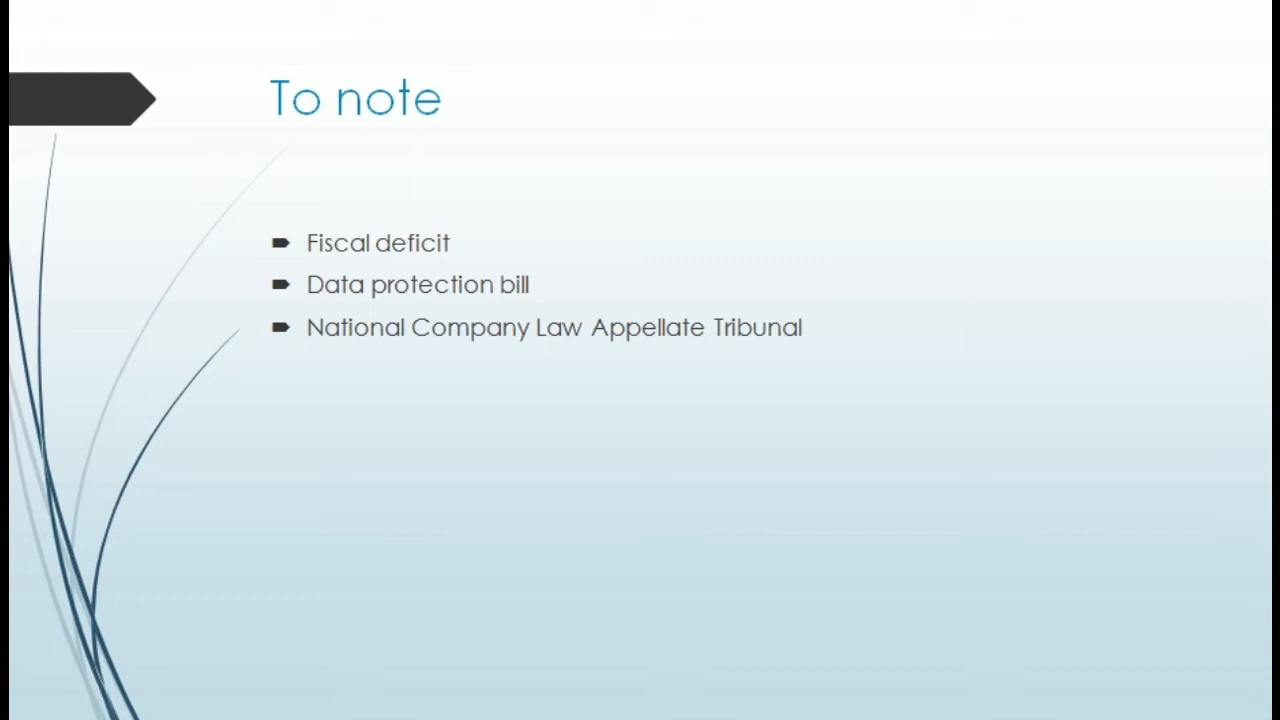 To note
Fiscal deficit
Data protection bill
National Company Law Appellate Tribunal